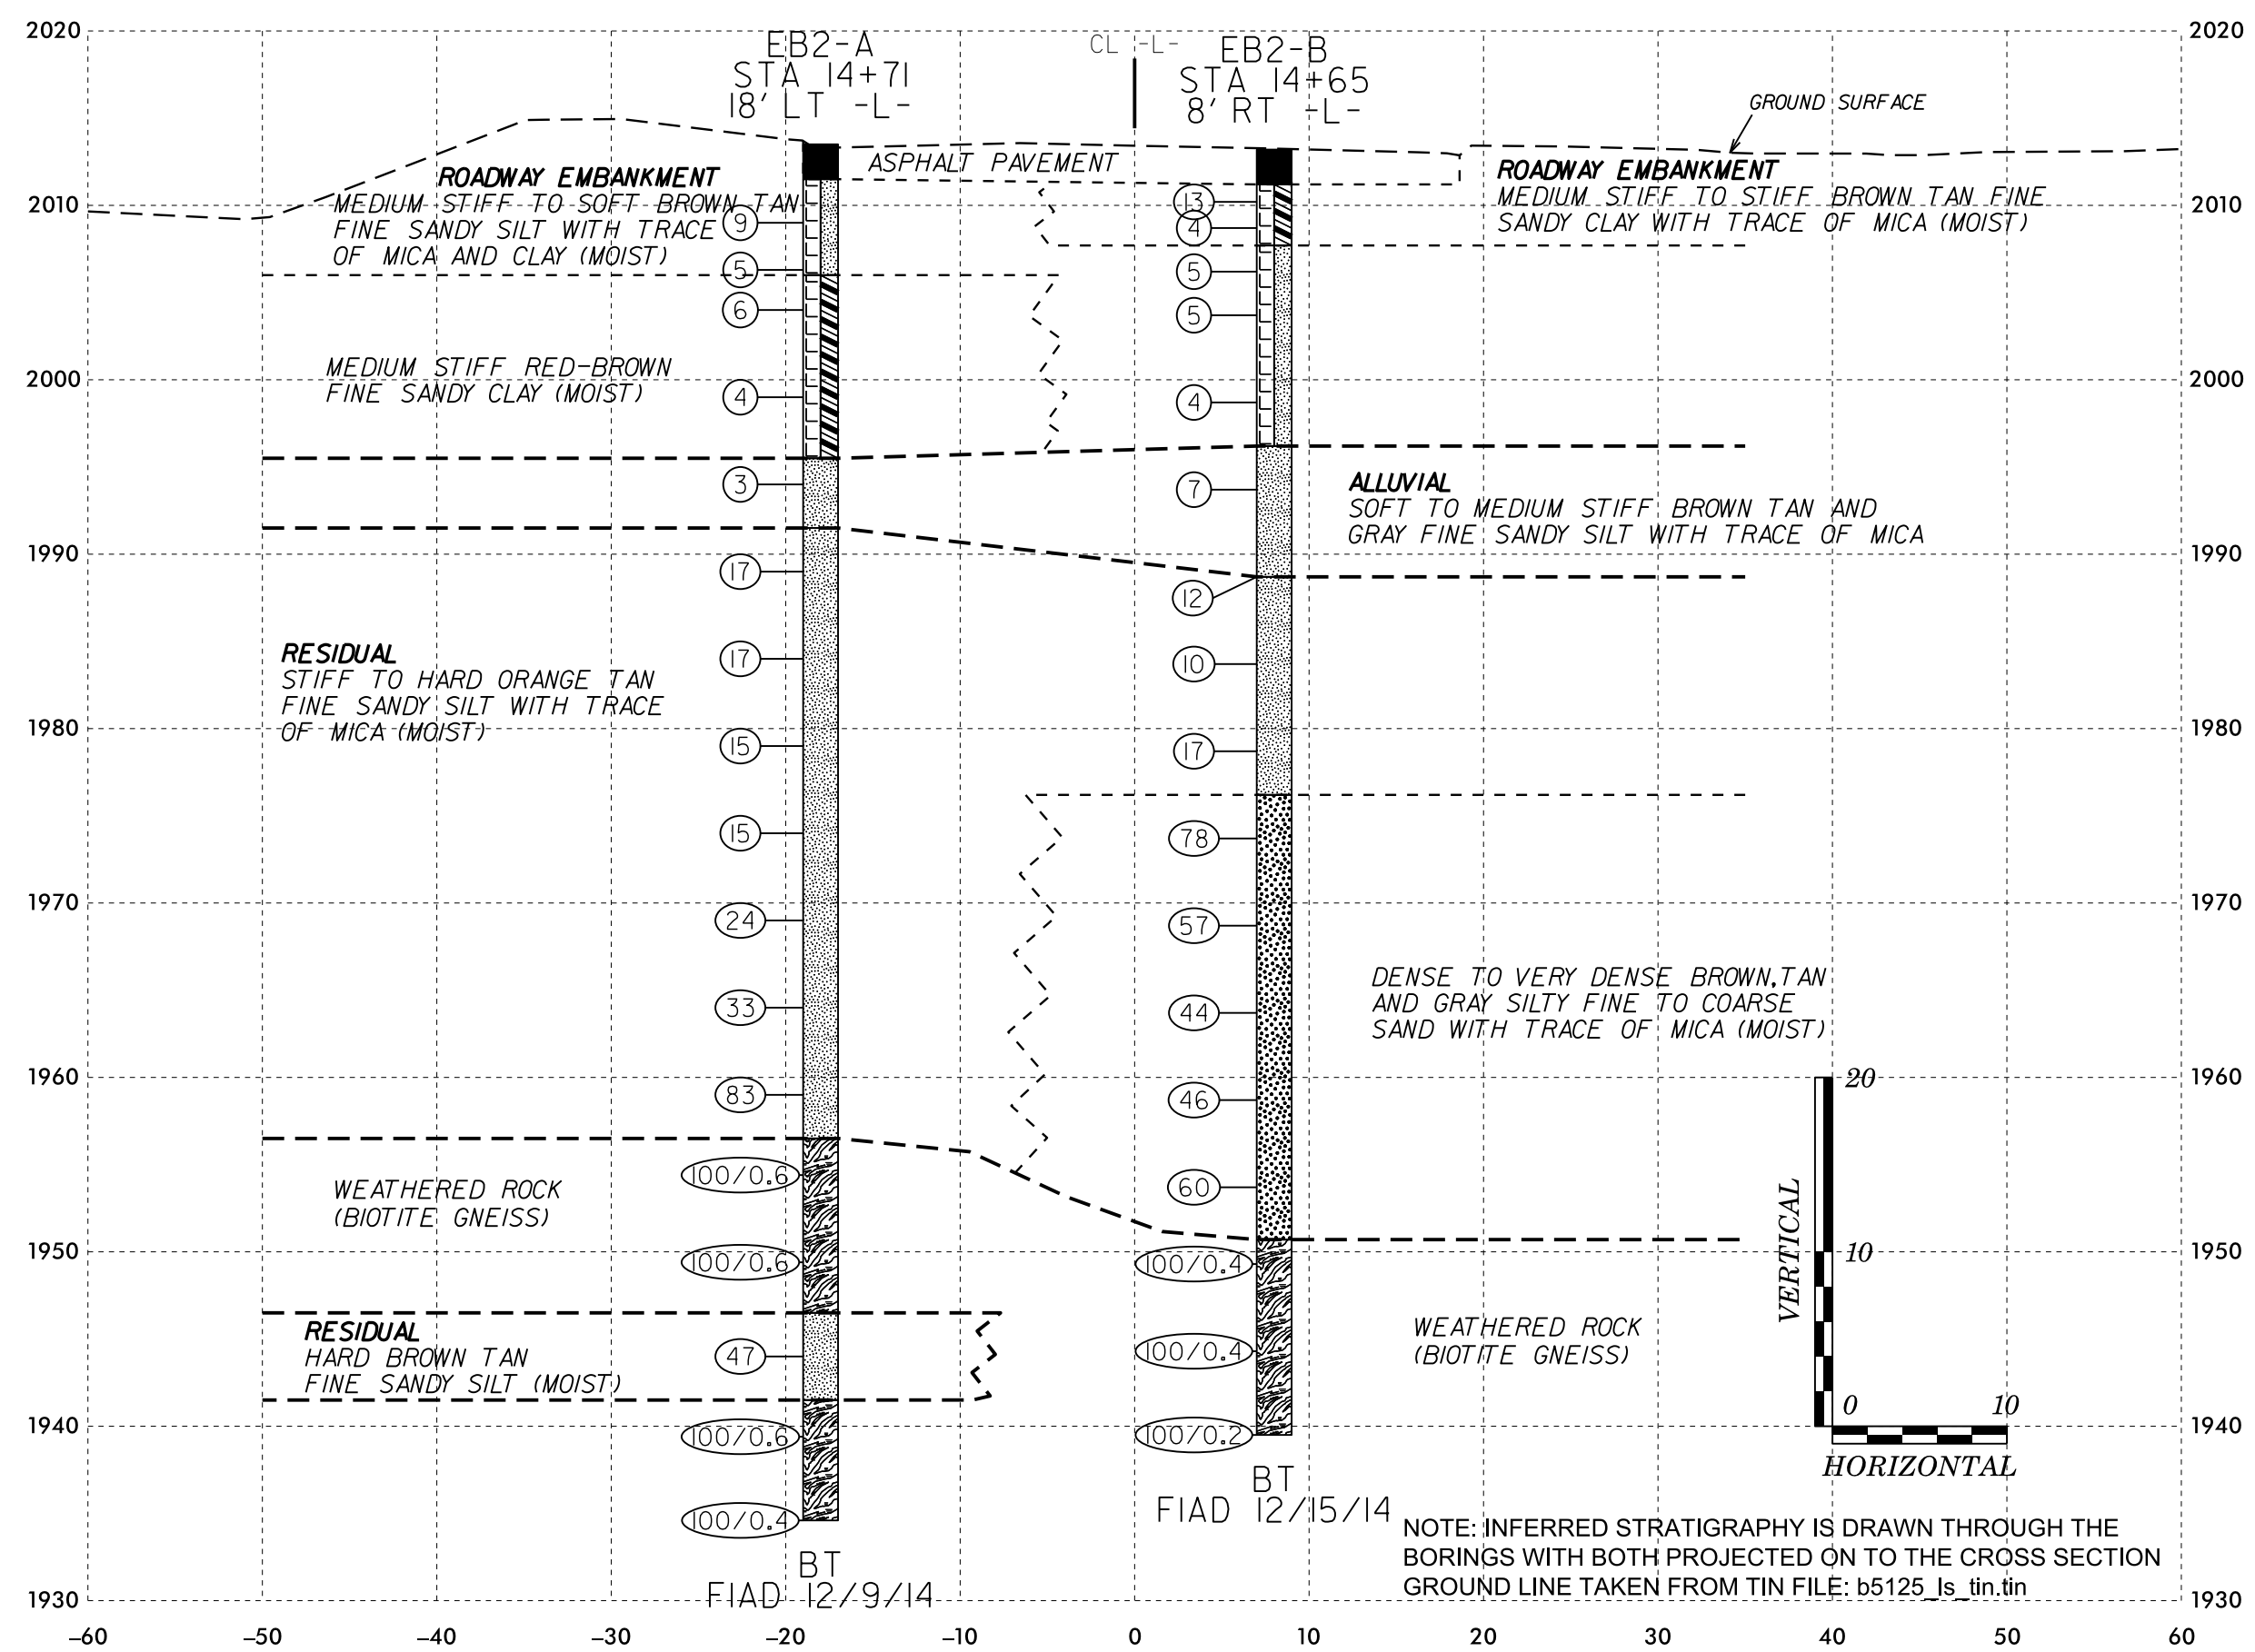 2020
2020
EB2-A
STA 14+71
18' LT -L-
CL -L-
EB2-B
STA 14+65
8' RT -L-
GROUND SURFACE
ASPHALT PAVEMENT
ROADWAY EMBANKMENT
MEDIUM STIFF TO SOFT BROWN TAN
FINE SANDY SILT WITH TRACE
OF MICA AND CLAY (MOIST)
ROADWAY EMBANKMENT
MEDIUM STIFF TO STIFF BROWN TAN FINE
SANDY CLAY WITH TRACE OF MICA (MOIST)
2010
2010
9
5
6
4
13
4
5
5
4
MEDIUM STIFF RED-BROWN
FINE SANDY CLAY (MOIST)
2000
2000
3
7
ALLUVIAL
SOFT TO MEDIUM STIFF BROWN TAN AND
GRAY FINE SANDY SILT WITH TRACE OF MICA
1990
1990
17
12
RESIDUAL
STIFF TO HARD ORANGE TAN
FINE SANDY SILT WITH TRACE
OF MICA (MOIST)
17
10
1980
1980
15
17
15
78
1970
1970
24
57
DENSE TO VERY DENSE BROWN, TAN
AND GRAY SILTY FINE TO COARSE
SAND WITH TRACE OF MICA (MOIST)
33
44
1960
1960
83
46
100/0.6
60
WEATHERED ROCK
(BIOTITE GNEISS)
1950
1950
100/0.6
100/0.4
RESIDUAL
HARD BROWN TAN
FINE SANDY SILT (MOIST)
47
100/0.4
WEATHERED ROCK
(BIOTITE GNEISS)
20
10
VERTICAL
0
10
HORIZONTAL
1940
1940
100/0.6
100/0.2
BT
FIAD 12/15/14
100/0.4
BT
FIAD 12/9/14
NOTE: INFERRED STRATIGRAPHY IS DRAWN THROUGH THE
BORINGS WITH BOTH PROJECTED ON TO THE CROSS SECTION
GROUND LINE TAKEN FROM TIN FILE: b5125_ls_tin.tin
1930
1930
−60 −50 −40 −30 −20 −10 0 10 20 30 40 50 60